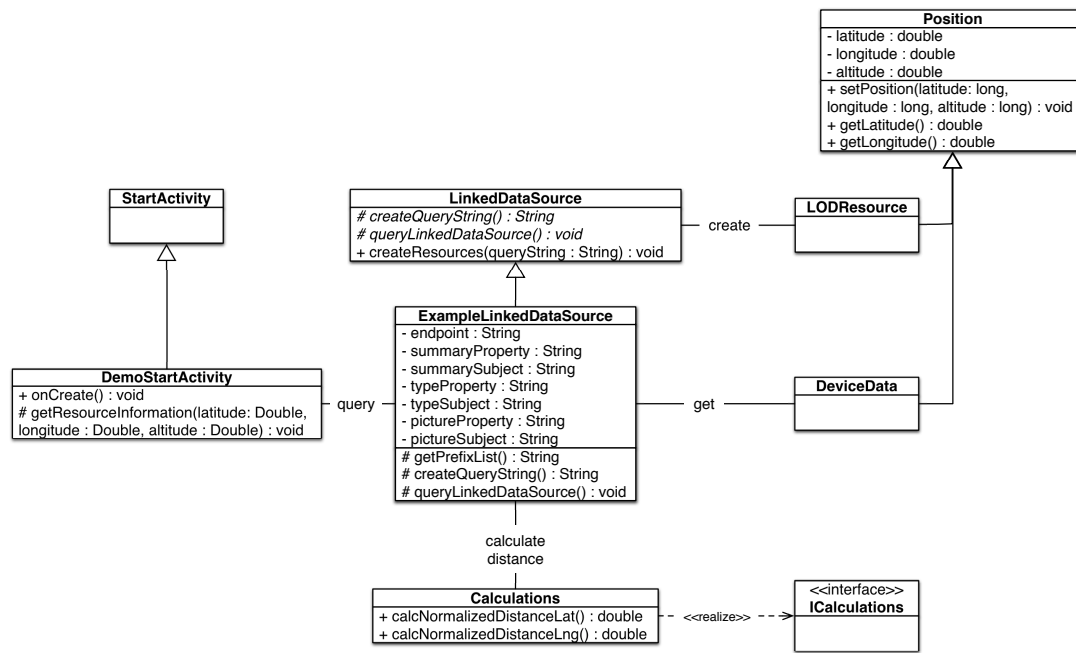 Position
- latitude : double
- longitude : double
- altitude : double
+ setPosition(latitude: long,
longitude : long, altitude : long) : void
+ getLatitude() : double
+ getLongitude() : double
StartActivity
LinkedDataSource
# createQueryString() : String
# queryLinkedDataSource() : void
+ createResources(queryString : String) : void
create
LODResource
ExampleLinkedDataSource
- endpoint : String
- summaryProperty : String
- summarySubject : String
- typeProperty : String
- typeSubject : String
- pictureProperty : String
- pictureSubject : String
# getPrefixList() : String
# createQueryString() : String
# queryLinkedDataSource() : void
DemoStartActivity
+ onCreate() : void
# getResourceInformation(latitude: Double,
longitude : Double, altitude : Double) : void
query
get
DeviceData
calculate
distance
Calculations
+ calcNormalizedDistanceLat() : double
+ calcNormalizedDistanceLng() : double
<<realize>>
<<interface>>
ICalculations